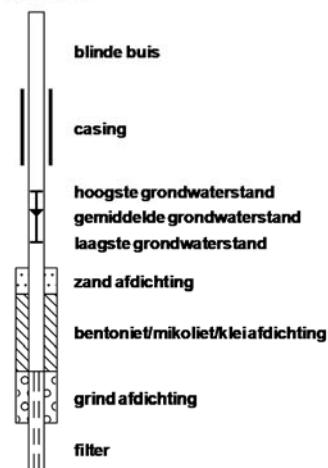 blinde buis
casing
hoogste grondwaterstand
gemiddelde grondwaterstand
laagste grondwaterstand
zand afdichting
bentoniet/mikoliet/klei afdichting
grind afdichting
filter